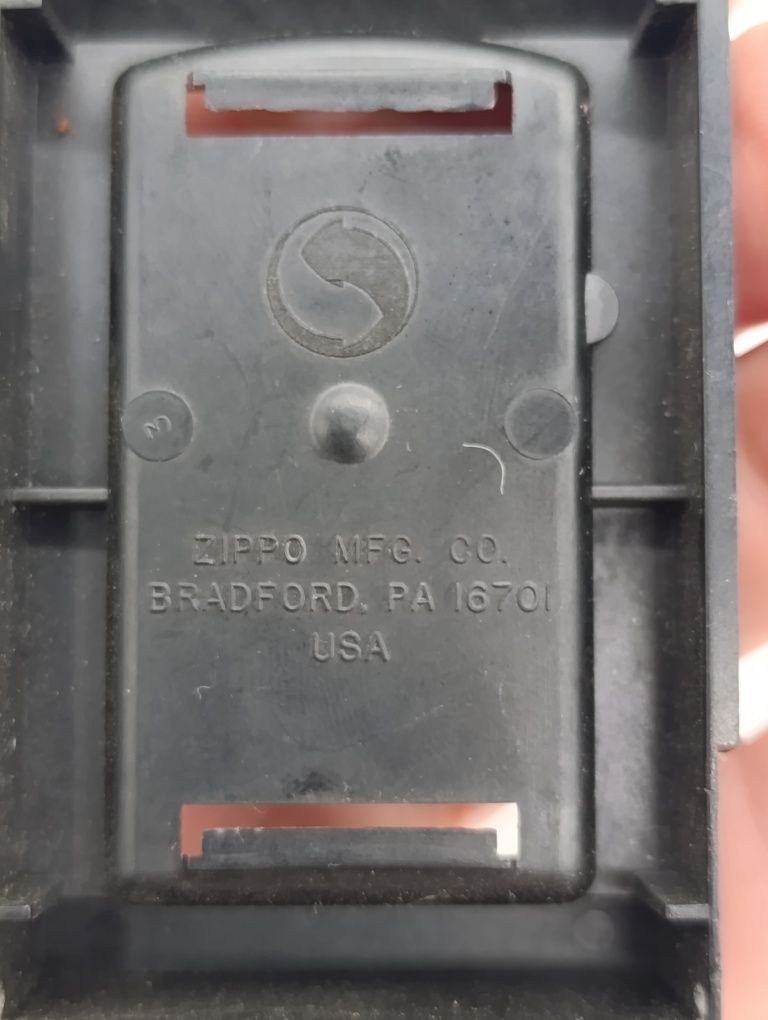 3
ZIPPO MFG. CO.
BRADFORD, PA 16701
USA